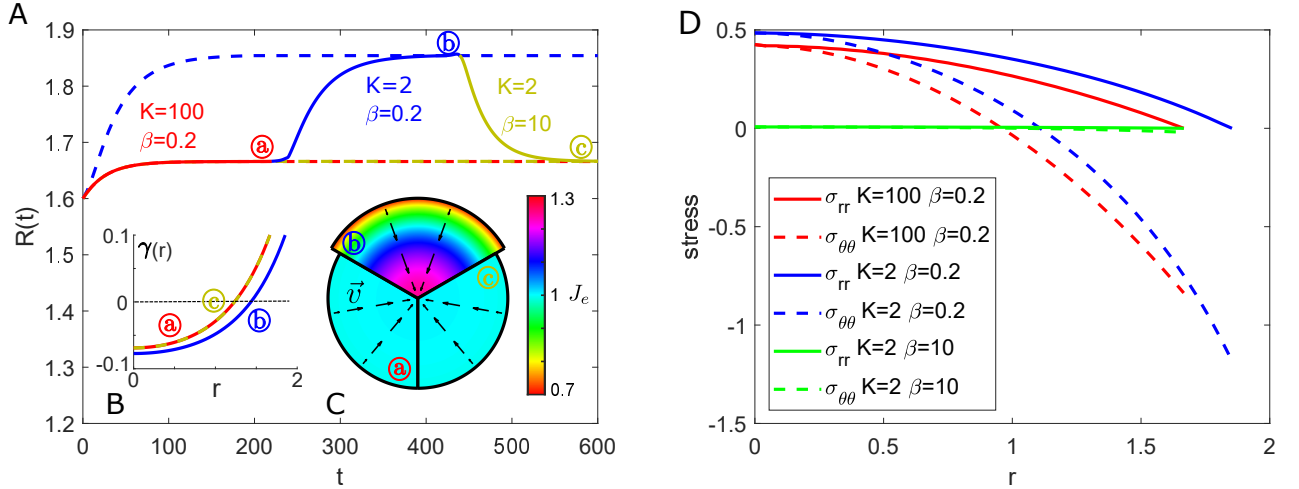 A
1.9
1.8
1.7
1.6
1.5
1.4
1.3
1.2
R(t)
0
100
200
300
400
500
600
t
K=100
β=0.2
K=2
β=0.2
K=2
β=10
a
b
c
B
γ(r)
0.1
0
-0.1
0
2
r
a
b
c
C
b
c
a
v
1.3
1
0.7
J_e
D
0.5
0
-0.5
-1
-1.5
stress
0
0.5
1
1.5
2
r
σ_rr K=100 β=0.2
σ_θθ K=100 β=0.2
σ_rr K=2 β=0.2
σ_θθ K=2 β=0.2
σ_rr K=2 β=10
σ_θθ K=2 β=10